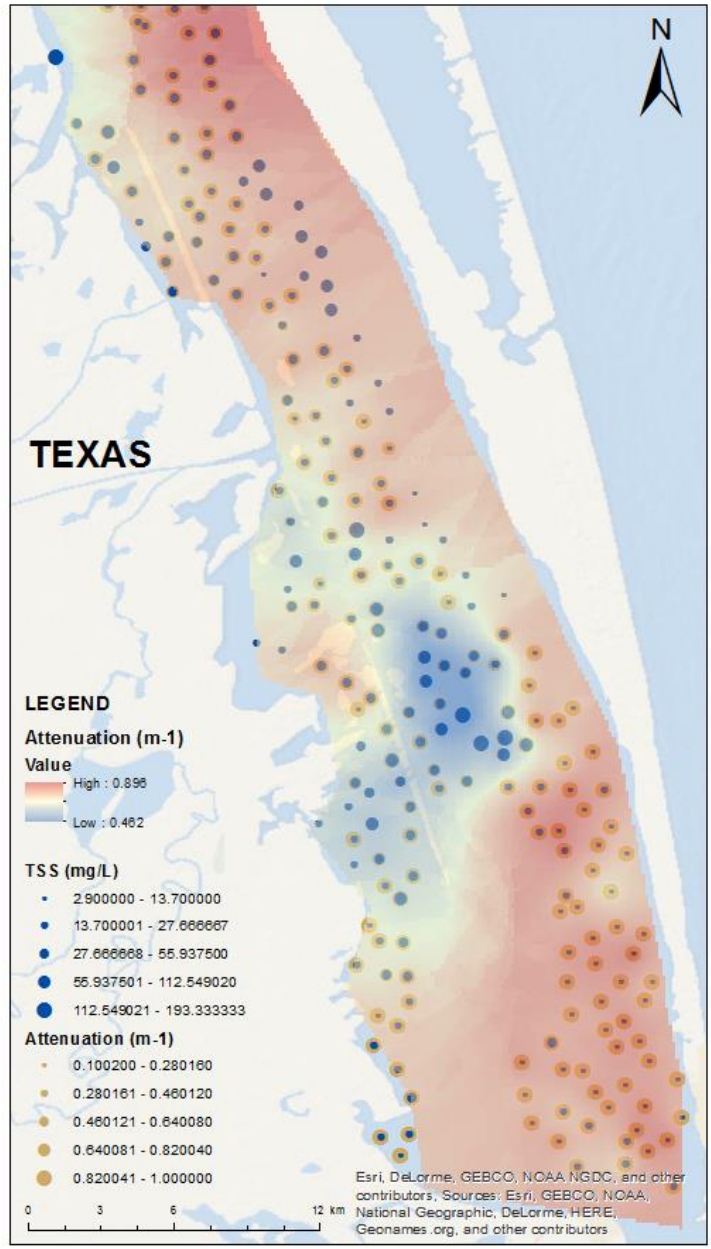 N
TEXAS
LEGEND
Attenuation (m-1)
Value
High : 0.896
Low : 0.462
TSS (mg/L)
2.900000 - 13.700000
13.700001 - 27.666667
27.666668 - 55.937500
55.937501 - 112.549020
112.549021 - 193.333333
Attenuation (m-1)
0.100200 - 0.280160
0.280161 - 0.460120
0.460121 - 0.640080
0.640081 - 0.820040
0.820041 - 1.000000
0 3 6 12 km
Esri, DeLorme, GEBCO, NOAA NGDC, and other
contributors, Sources: Esri, GEBCO, NOAA,
National Geographic, DeLorme, HERE,
Geonames.org, and other contributors